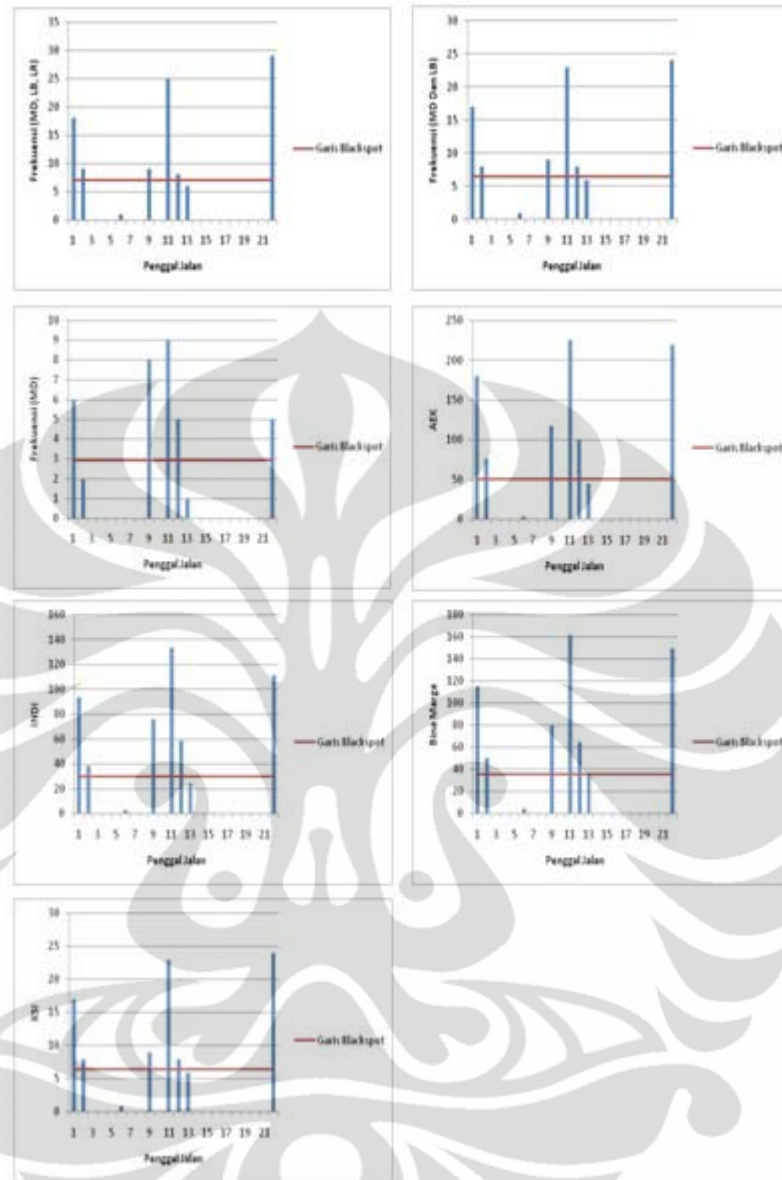 Frekuensi (MD, LB, LR)
35
30
25
20
15
10
5
0
1 3 5 7 9 11 13 15 17 19 21
Penggal Jalan
Garis Blackspot
Frekuensi (MD Dan LB)
30
25
20
15
10
5
0
1 3 5 7 9 11 13 15 17 19 21
Penggal Jalan
Garis Blackspot
Frekuensi (MD)
10
9
8
7
6
5
4
3
2
1
0
1 3 5 7 9 11 13 15 17 19 21
Penggal Jalan
Garis Blackspot
AEK
250
200
150
100
50
0
1 3 5 7 9 11 13 15 17 19 21
Penggal Jalan
Garis Blackspot
INDI
160
140
120
100
80
60
40
20
0
1 3 5 7 9 11 13 15 17 19 21
Penggal Jalan
Garis Blackspot
Bina Marga
180
160
140
120
100
80
60
40
20
0
1 3 5 7 9 11 13 15 17 19 21
Penggal Jalan
Garis Blackspot
KSI
30
25
20
15
10
5
0
1 3 5 7 9 11 13 15 17 19 21
Penggal Jalan
Garis Blackspot